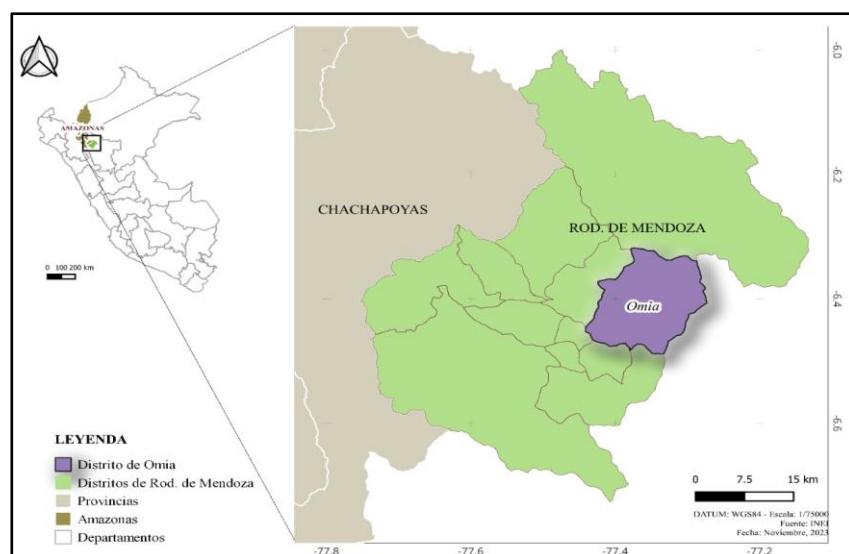 AMAZONAS
0 100 200 km
LEYENDA
Distrito de Omia
Distritos de Rod. de Mendoza
Provincias
Amazonas
Departamentos
CHACHAPOYAS
ROD. DE MENDOZA
Omia
-6.0
-6.2
-6.4
-6.6
0 7.5 15 km
DATUM: WGS84 - Escala: 1/75000
Fuente: INEI
Fecha: Noviembre, 2023
-77.8 -77.6 -77.4 -77.2